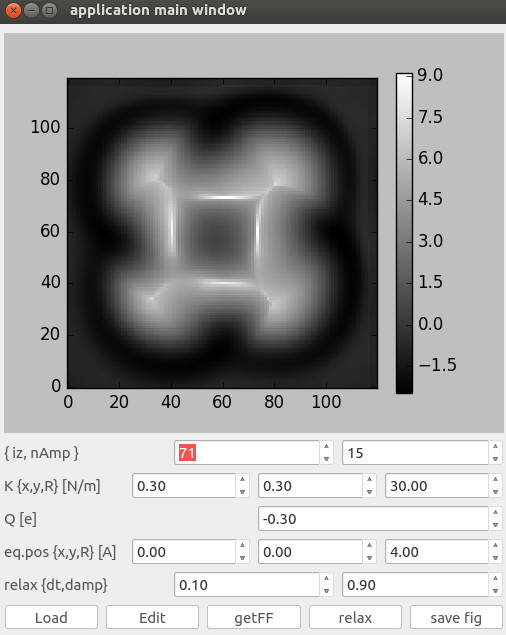 application main window
9.0
7.5
6.0
4.5
3.0
1.5
0.0
−1.5
100
80
60
40
20
0
0 20 40 60 80 100
{ iz, nAmp } 71 15
K {x,y,R} [N/m] 0.30 0.30 30.00
Q [e] -0.30
eq.pos {x,y,R} [A] 0.00 0.00 4.00
relax {dt,damp} 0.10 0.90
Load Edit getFF relax save fig